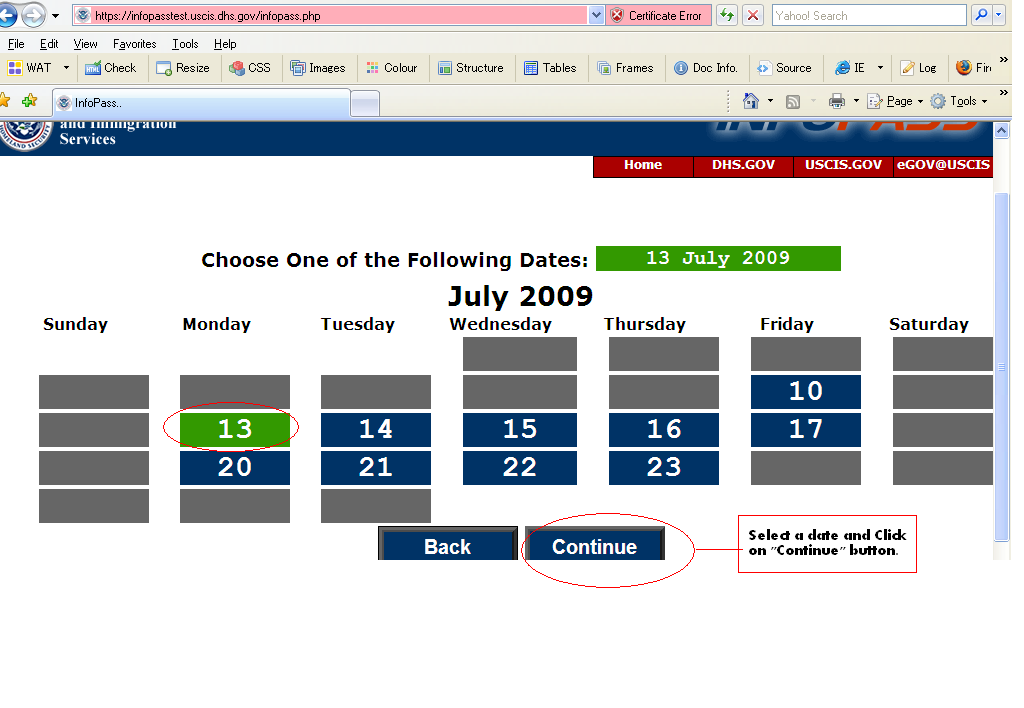 https://infopasstest.uscis.dhs.gov/infopass.php Certificate Error Yahoo! Search
File Edit View Favorites Tools Help
WAT Check Resize CSS Images Colour Structure Tables Frames Doc Info. Source IE Log Fir
InfoPass.. Page Tools
and Immigration
Services
INFOPASS
Home DHS.GOV USCIS.GOV eGOV@USCIS
Choose One of the Following Dates: 13 July 2009
July 2009
Sunday Monday Tuesday Wednesday Thursday Friday Saturday
10
13 14 15 16 17
20 21 22 23
Back Continue
Select a date and Click
on "Continue" button.